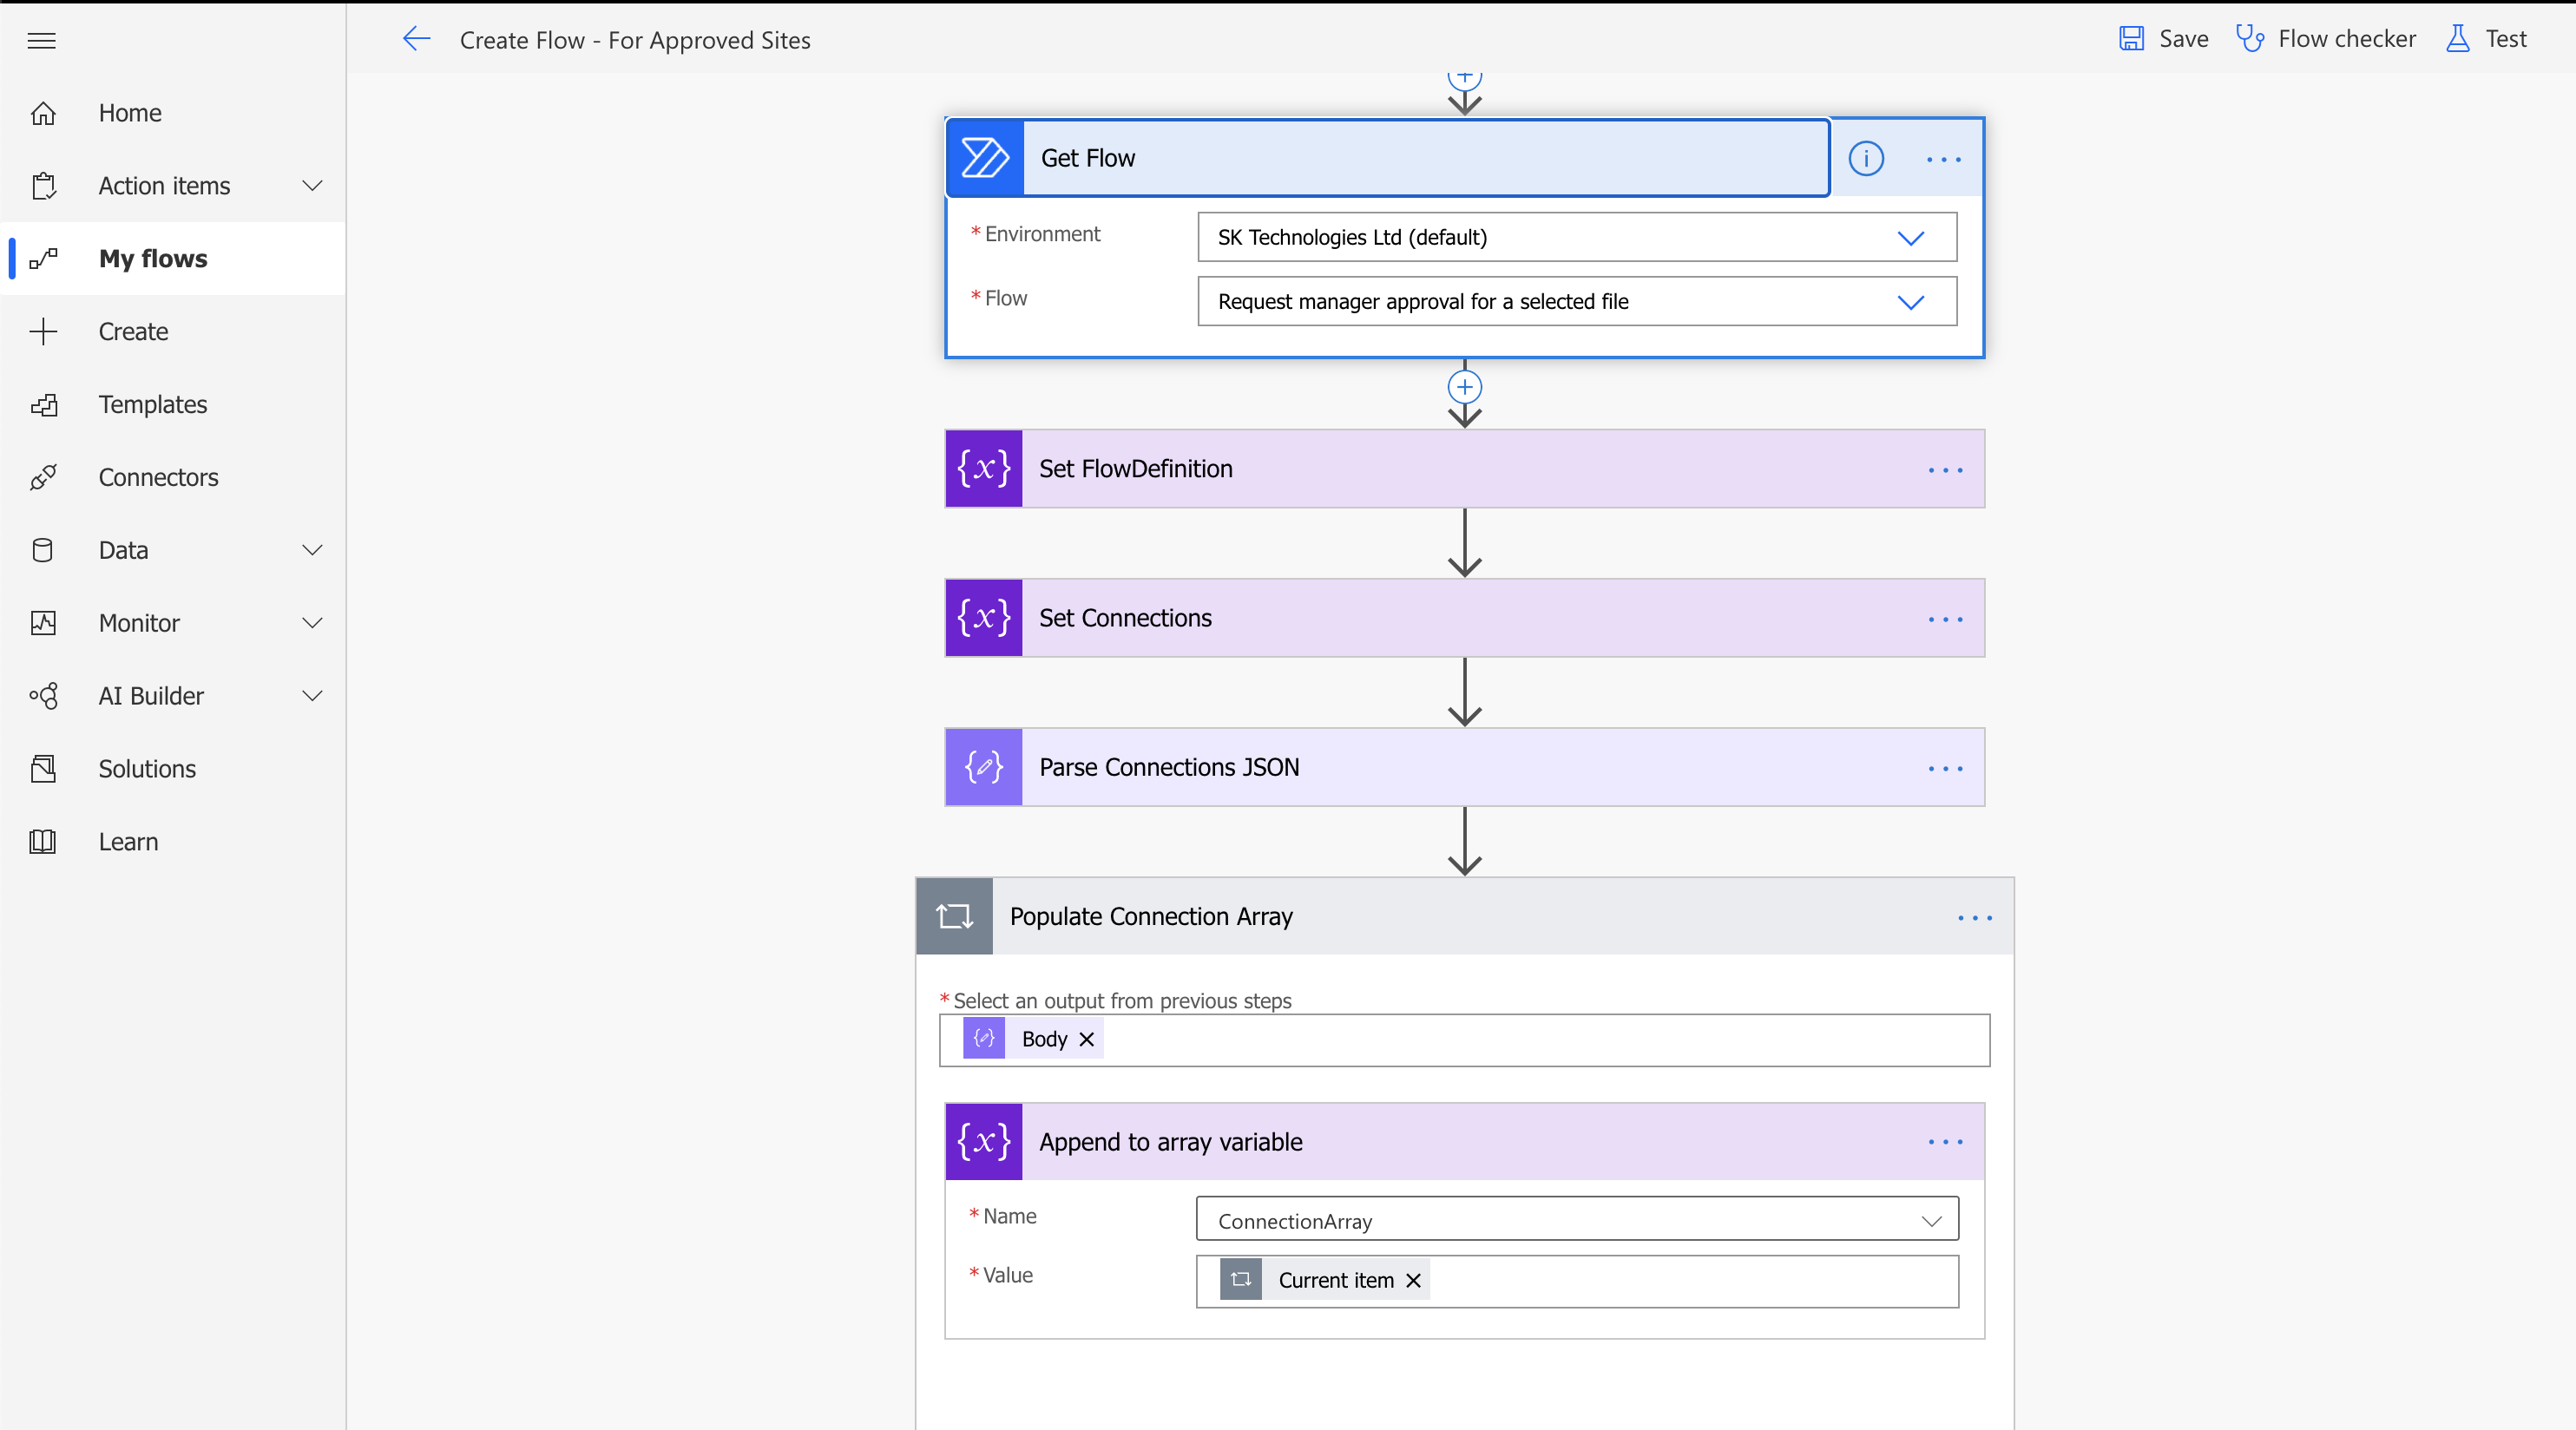 Create Flow - For Approved Sites
Save
Flow checker
Test
Home
Action items
My flows
Create
Templates
Connectors
Data
Monitor
AI Builder
Solutions
Learn
Get Flow
* Environment
SK Technologies Ltd (default)
* Flow
Request manager approval for a selected file
{x} Set FlowDefinition
{x} Set Connections
Parse Connections JSON
Populate Connection Array
* Select an output from previous steps
Body
{x} Append to array variable
* Name
ConnectionArray
* Value
Current item